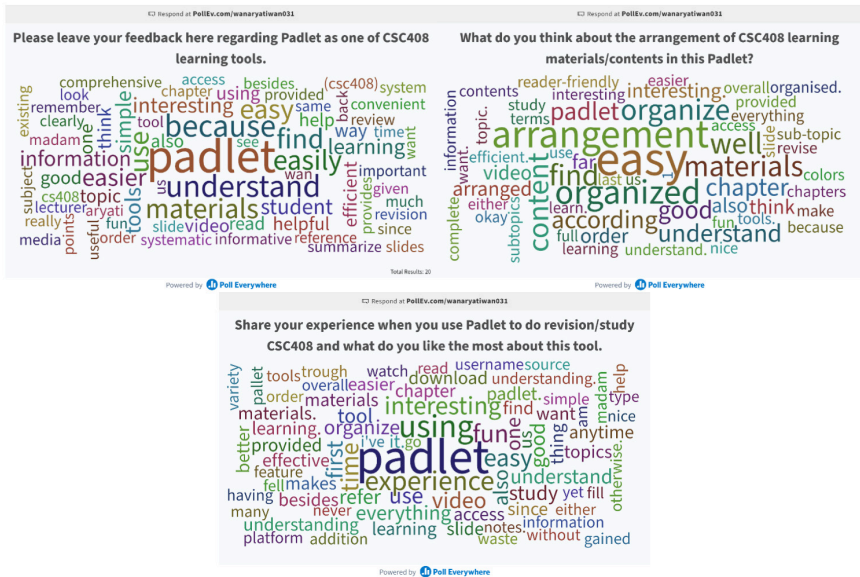 Respond at PollEv.com/wanaryatiwan031
Please leave your feedback here regarding Padlet as one of CSC408
learning tools.
comprehensive access besides (csc408) system
look chapter using provided
existing remember interesting easy same back convenient
clearly think simple tool because help review
madam one use also see find way time want
information padlet easily learning
good easier us wan important
subject cs408 topic understand efficient given
lecturer aryati tools materials student provides much revision
really fun slide video read helpful since
media points useful order systematic informative reference slides
summarize
Total Results: 20
Powered by Poll Everywhere
Respond at PollEv.com/wanaryatiwan031
What do you think about the arrangement of CSC408 learning
materials/contents in this Padlet?
reader-friendly easier.
contents interesting interesting. overall organised.
information study padlet organize provided
topic. terms everything
want. arrangement well access slide sub-topic
efficient. use far easy revise
video content find last us 1 materials colors
arranged organized chapter chapters
either learn. good also think make
complete okay according fun tools. because
subtopics full order understand
learning understand. nice
Powered by Poll Everywhere
Respond at PollEv.com/wanaryatiwan031
Share your experience when you use Padlet to do revision/study
CSC408 and what do you like the most about this tool.
variety pallet tools trough watch read username source help
overall easier download understanding. madam
order materials chapter padlet. simple type
materials. tool interesting find want am nice
learning. organize using fun one us good thing anytime
better provided i've it. go
effective first time padlet easy topics
feature experience also understand otherwise.
fell makes
having besides refer use video study yet fill
many never everything since either
understanding access information
learning slide notes. without
platform addition waste gained
Powered by Poll Everywhere